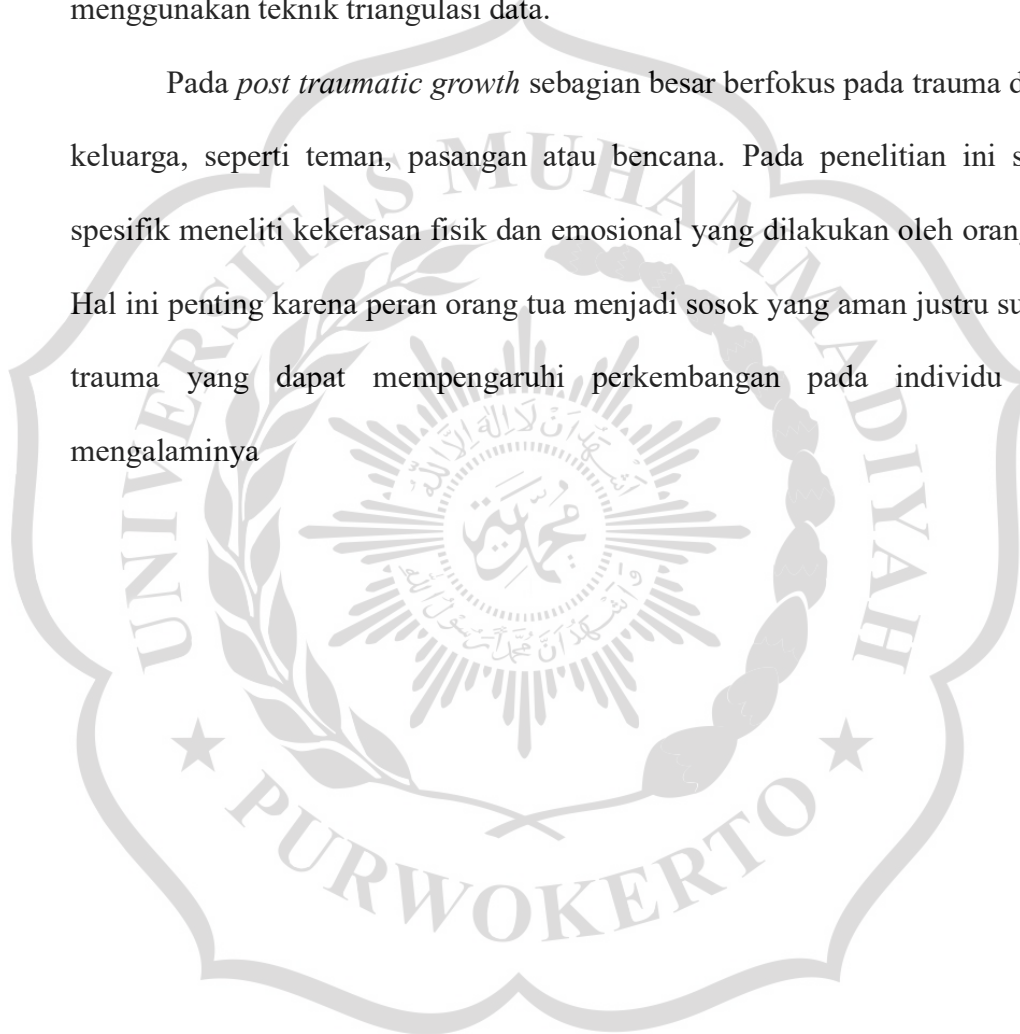 menggunakan teknik triangulasi data.
Pada post traumatic growth sebagian besar berfokus pada trauma d
keluarga, seperti teman, pasangan atau bencana. Pada penelitian ini s
spesifik meneliti kekerasan fisik dan emosional yang dilakukan oleh orang
Hal ini penting karena peran orang tua menjadi sosok yang aman justru su
trauma yang dapat mempengaruhi perkembangan pada individu
mengalaminya
UNIVERSITAS MUHAMMADIYAH
PURWOKERTO